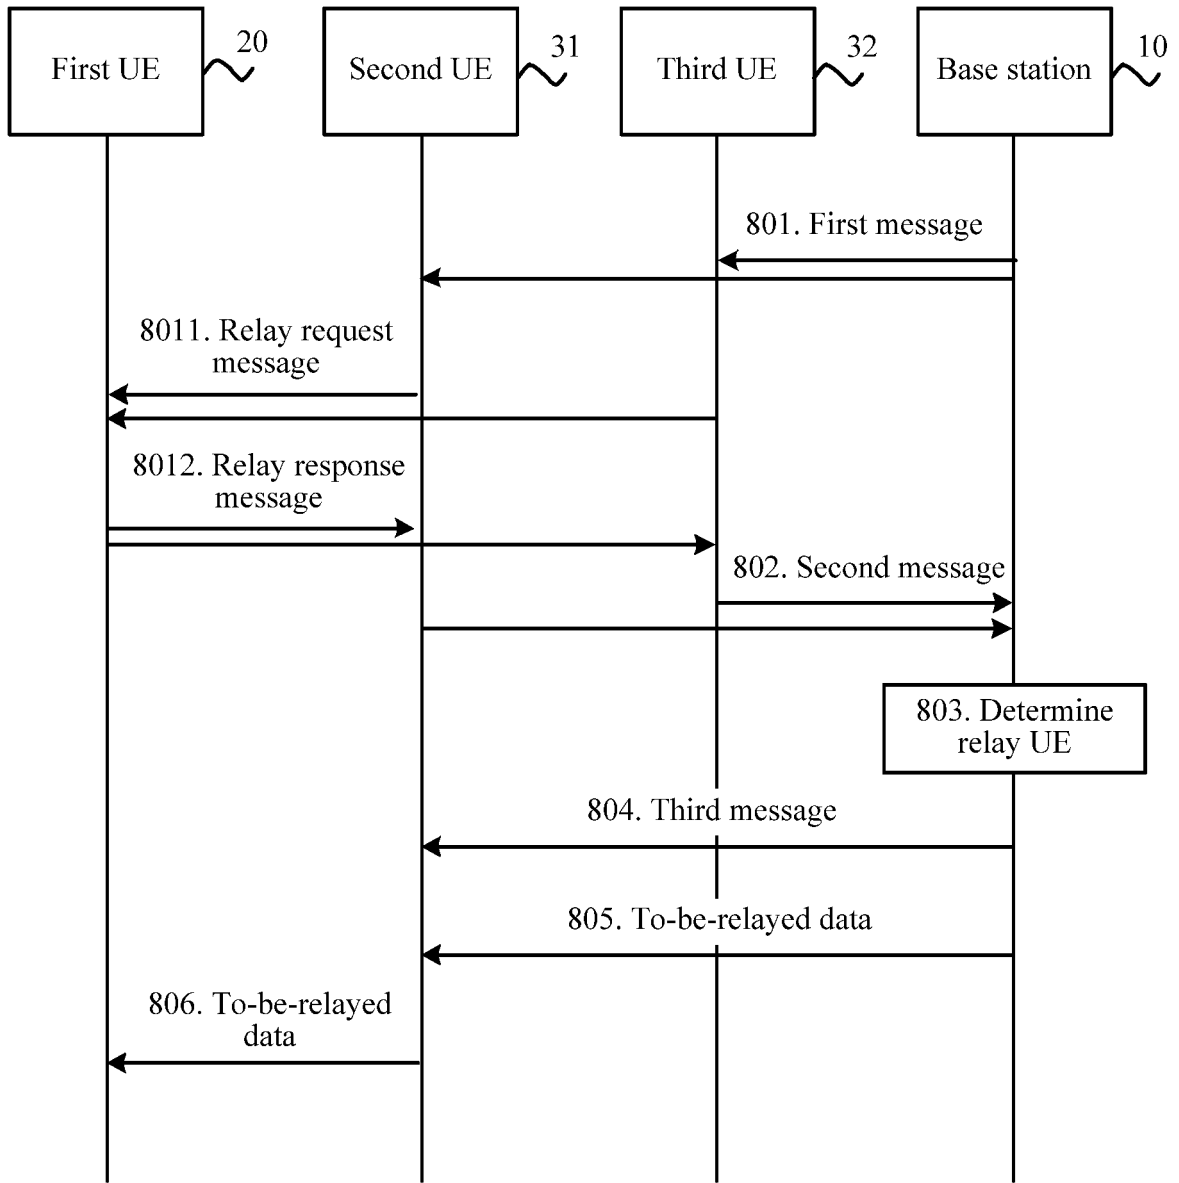 First UE
20
Second UE
31
Third UE
32
Base station
10
801. First message
8011. Relay request
message
8012. Relay response
message
802. Second message
803. Determine
relay UE
804. Third message
805. To-be-relayed data
806. To-be-relayed
data